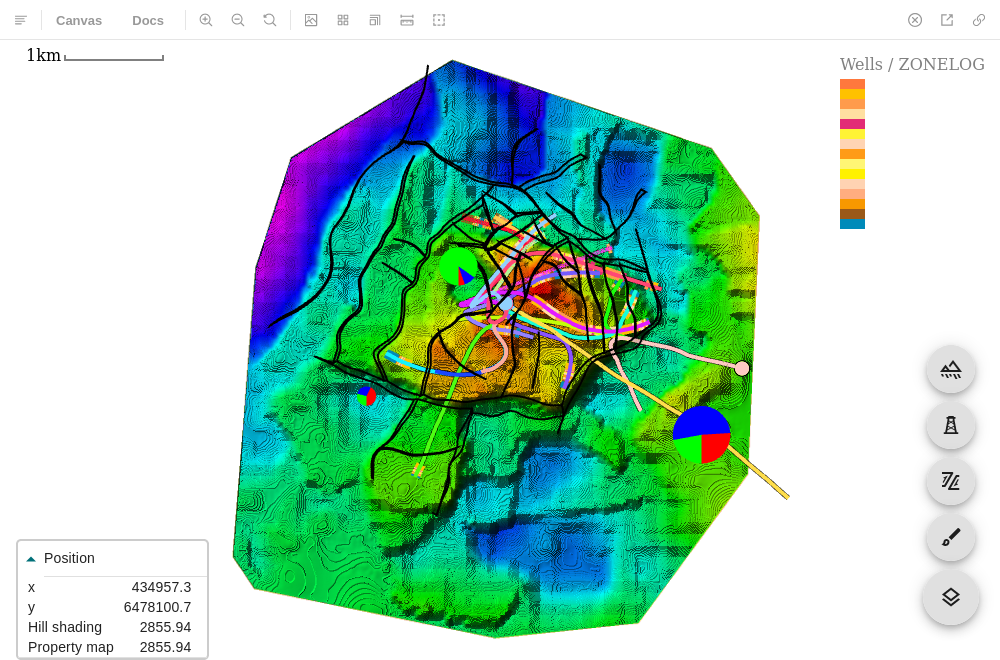 Canvas Docs
1km
Wells / ZONELOG
Position
x 434957.3
y 6478100.7
Hill shading 2855.94
Property map 2855.94